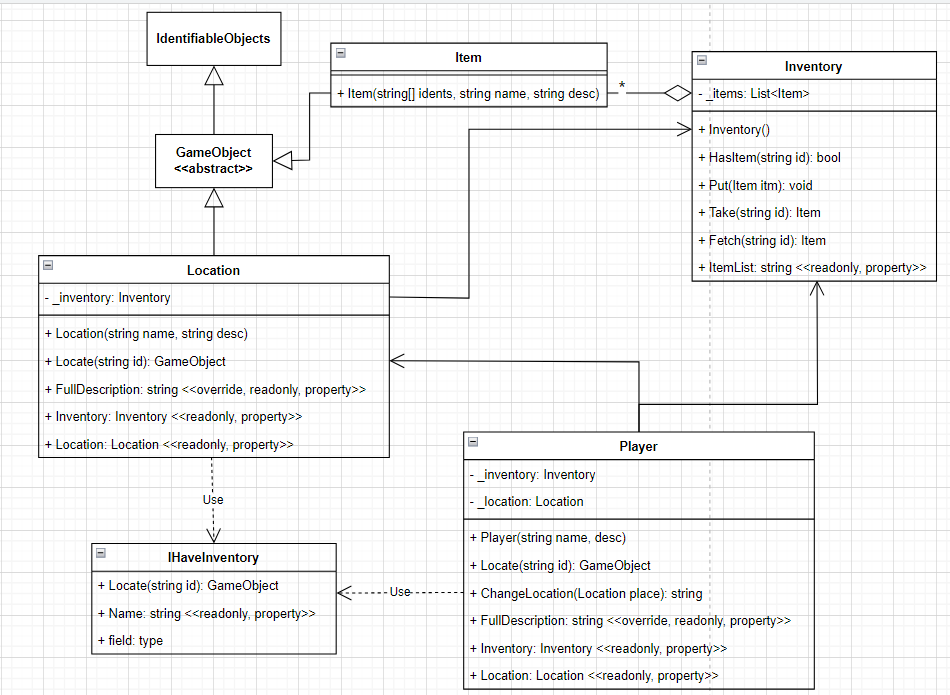 IdentifiableObjects
GameObject
<<abstract>>
Item
+ Item(string[] idents, string name, string desc)
*
Inventory
- _items: List<Item>
+ Inventory()
+ HasItem(string id): bool
+ Put(Item itm): void
+ Take(string id): Item
+ Fetch(string id): Item
+ ItemList: string <<readonly, property>>
Location
- _inventory: Inventory
+ Location(string name, string desc)
+ Locate(string id): GameObject
+ FullDescription: string <<override, readonly, property>>
+ Inventory: Inventory <<readonly, property>>
+ Location: Location <<readonly, property>>
Use
IHaveInventory
+ Locate(string id): GameObject
+ Name: string <<readonly, property>>
+ field: type
Use
Player
- _inventory: Inventory
- _location: Location
+ Player(string name, desc)
+ Locate(string id): GameObject
+ ChangeLocation(Location place): string
+ FullDescription: string <<override, readonly, property>>
+ Inventory: Inventory <<readonly, property>>
+ Location: Location <<readonly, property>>